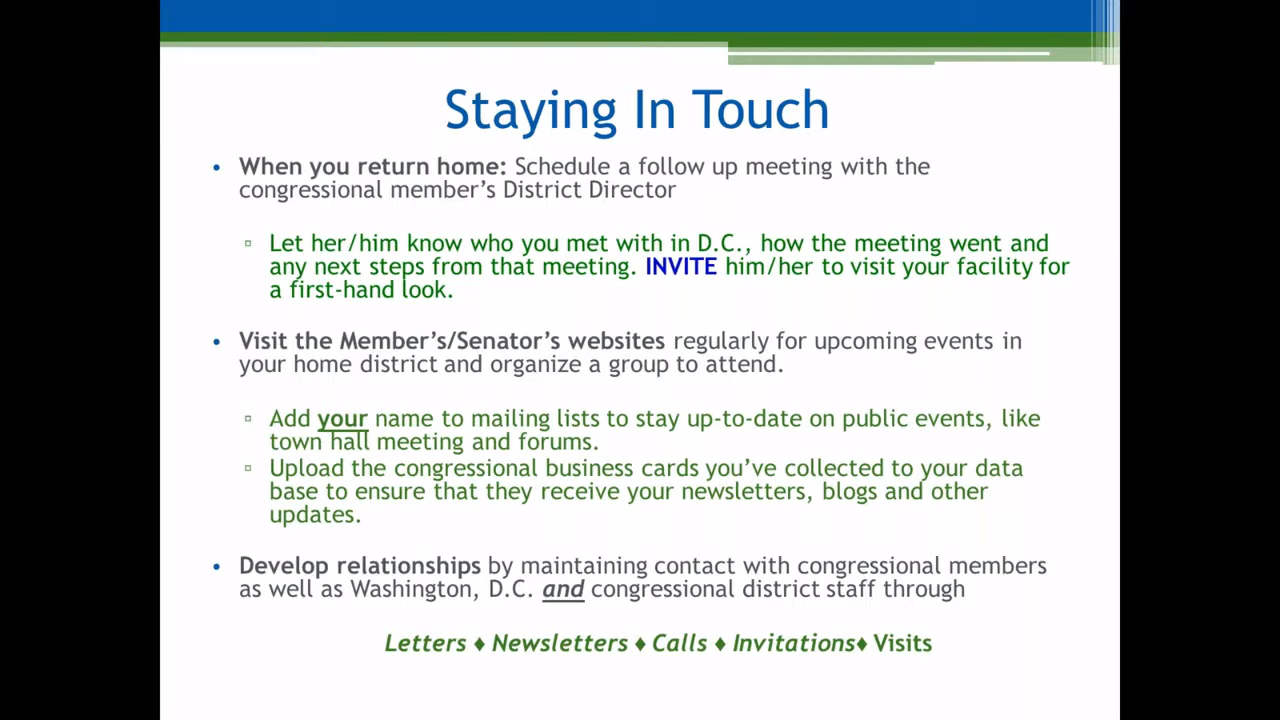 Staying In Touch
• When you return home: Schedule a follow up meeting with the
congressional member’s District Director
▫ Let her/him know who you met with in D.C., how the meeting went and
any next steps from that meeting. INVITE him/her to visit your facility for
a first-hand look.
• Visit the Member’s/Senator’s websites regularly for upcoming events in
your home district and organize a group to attend.
▫ Add your name to mailing lists to stay up-to-date on public events, like
town hall meeting and forums.
▫ Upload the congressional business cards you’ve collected to your data
base to ensure that they receive your newsletters, blogs and other
updates.
• Develop relationships by maintaining contact with congressional members
as well as Washington, D.C. and congressional district staff through
Letters ♦ Newsletters ♦ Calls ♦ Invitations♦ Visits